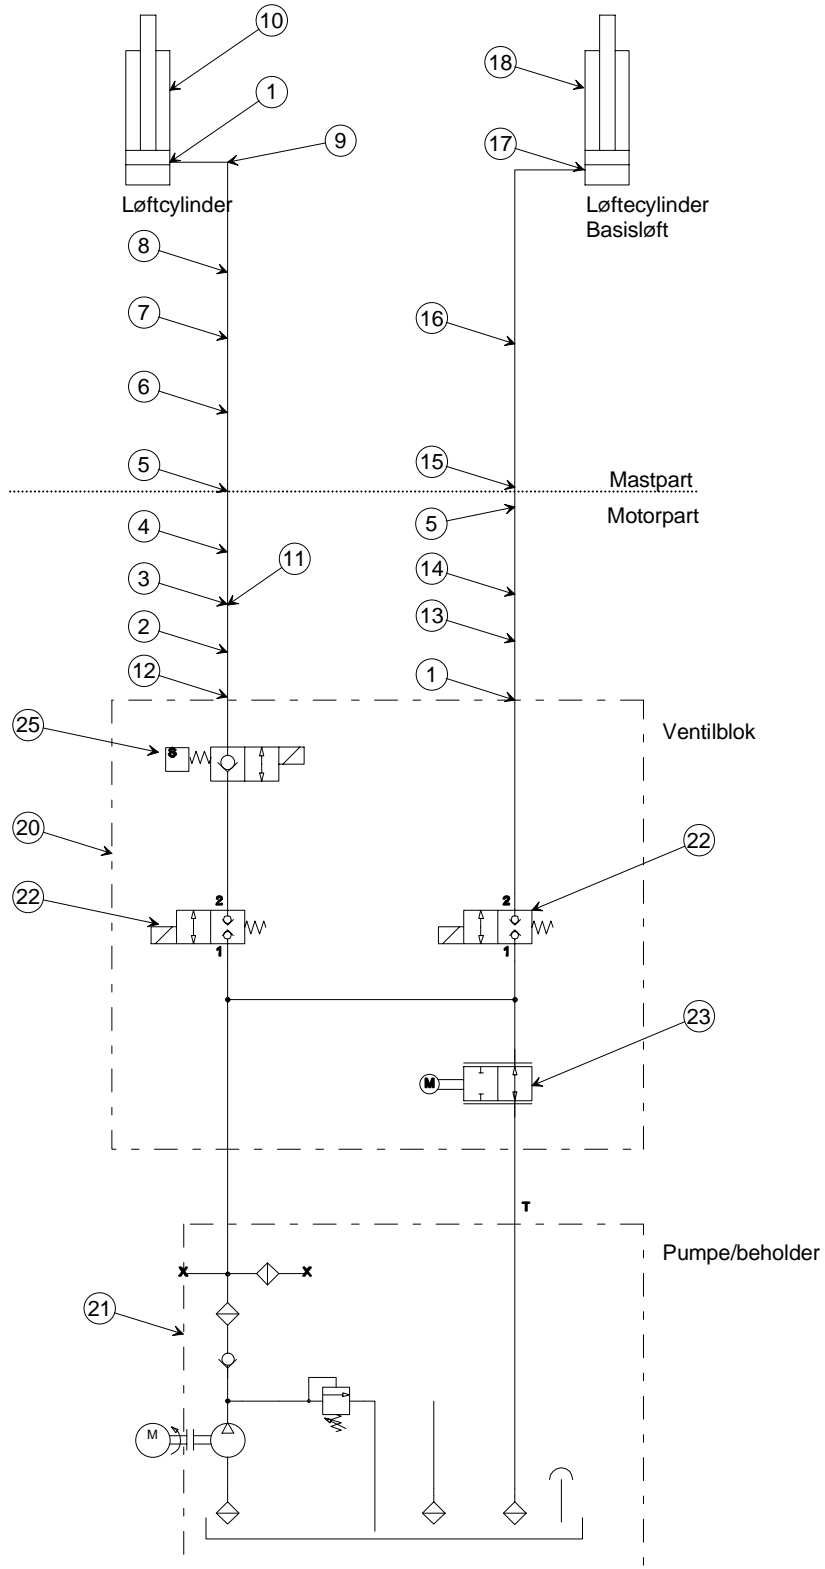 10
18
1
9
17
Løftcylinder
Løftecylinder
Basisløft
8
7
16
6
5
15
Mastpart
5
Motorpart
4
11
14
3
2
13
12
1
25
S
Ventilblok
20
22
2
2
22
1
1
23
M
T
Pumpe/beholder
X
X
21
M